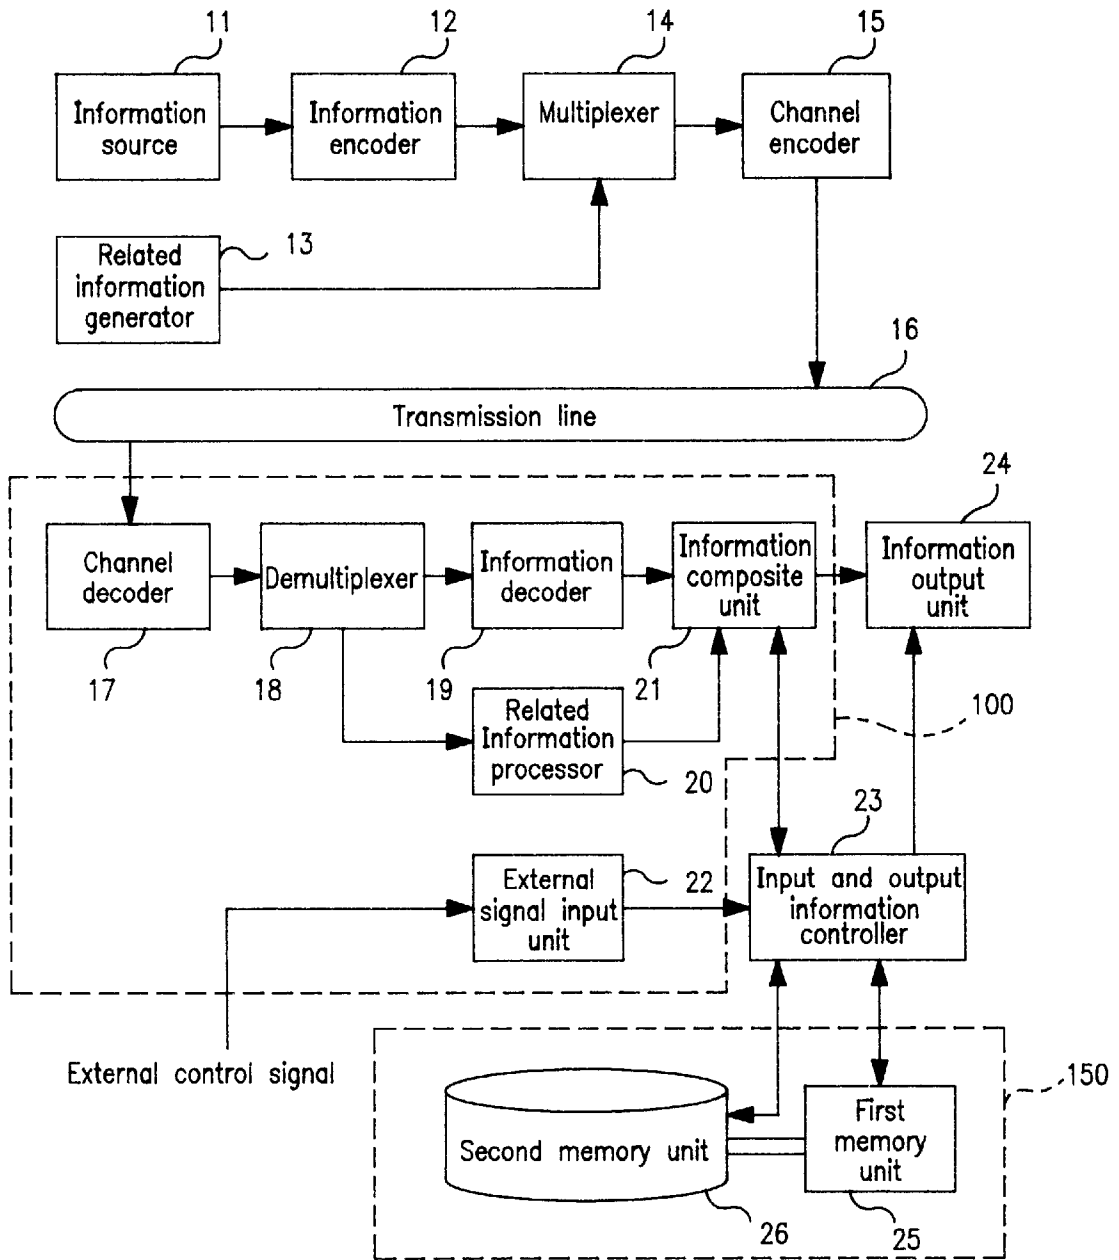 11
12
14
15
Information
source
Information
encoder
Multiplexer
Channel
encoder
13
Related
information
generator
16
Transmission line
24
Channel
decoder
Demultiplexer
Information
decoder
Information
composite
unit
Information
output
unit
17
18
19
21
100
Related
Information
processor
20
23
External
signal input
unit
22
Input and output
information
controller
External control signal
150
Second memory unit
First
memory
unit
26
25